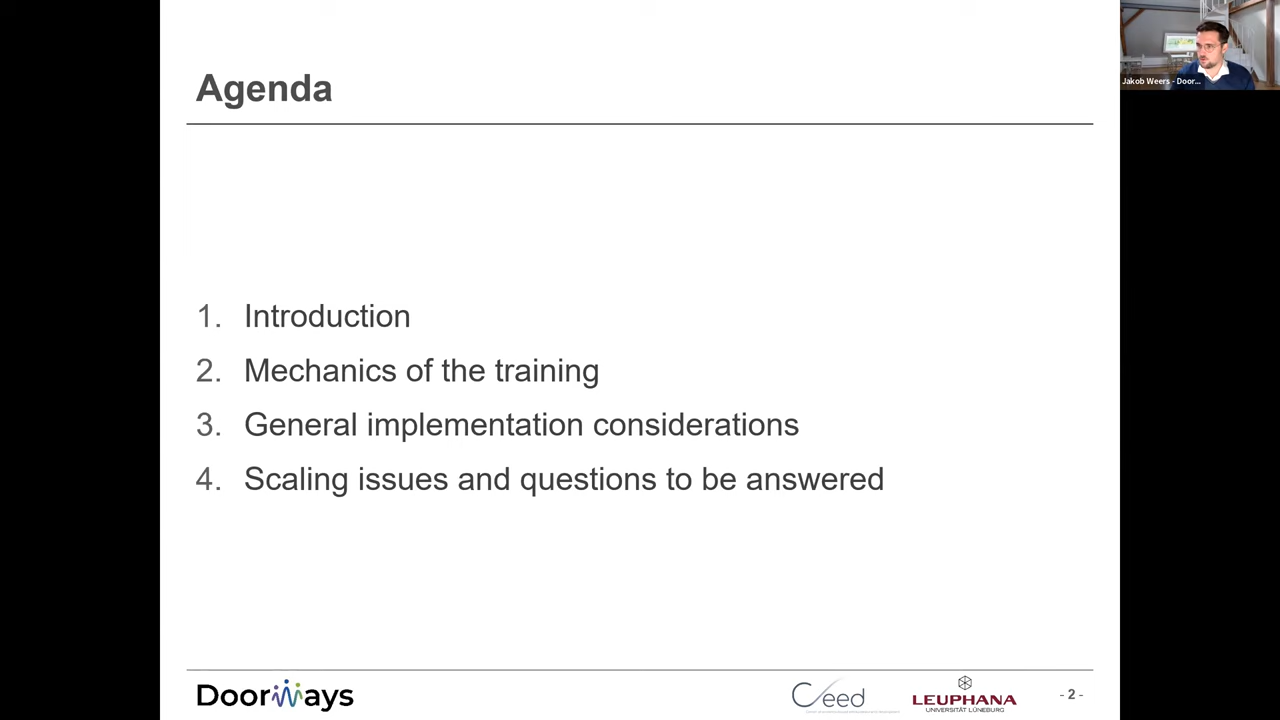 Agenda
Jakob Weers - Door...
1. Introduction
2. Mechanics of the training
3. General implementation considerations
4. Scaling issues and questions to be answered
DoorWays
Ceed
LEUPHANA
UNIVERSITÄT LÜNEBURG
- 2 -